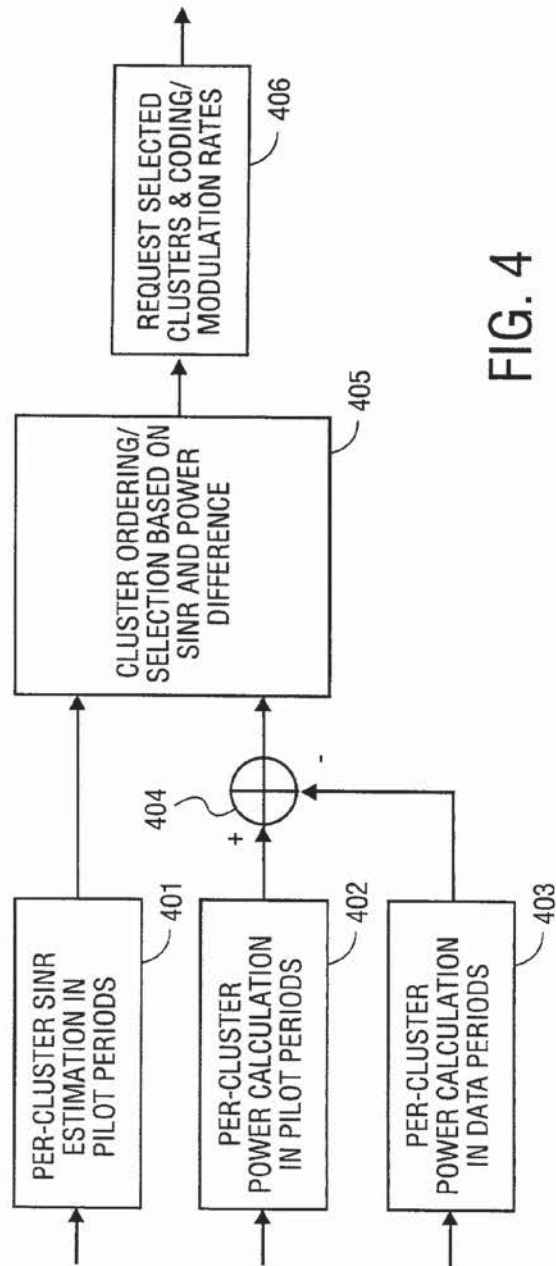 PER-CLUSTER SINR
ESTIMATION IN
PILOT PERIODS
401
PER-CLUSTER
POWER CALCULATION
IN PILOT PERIODS
402
PER-CLUSTER
POWER CALCULATION
IN DATA PERIODS
403
404
+
-
CLUSTER ORDERING/
SELECTION BASED ON
SINR AND POWER
DIFFERENCE
405
REQUEST SELECTED
CLUSTERS & CODING/
MODULATION RATES
406
FIG. 4